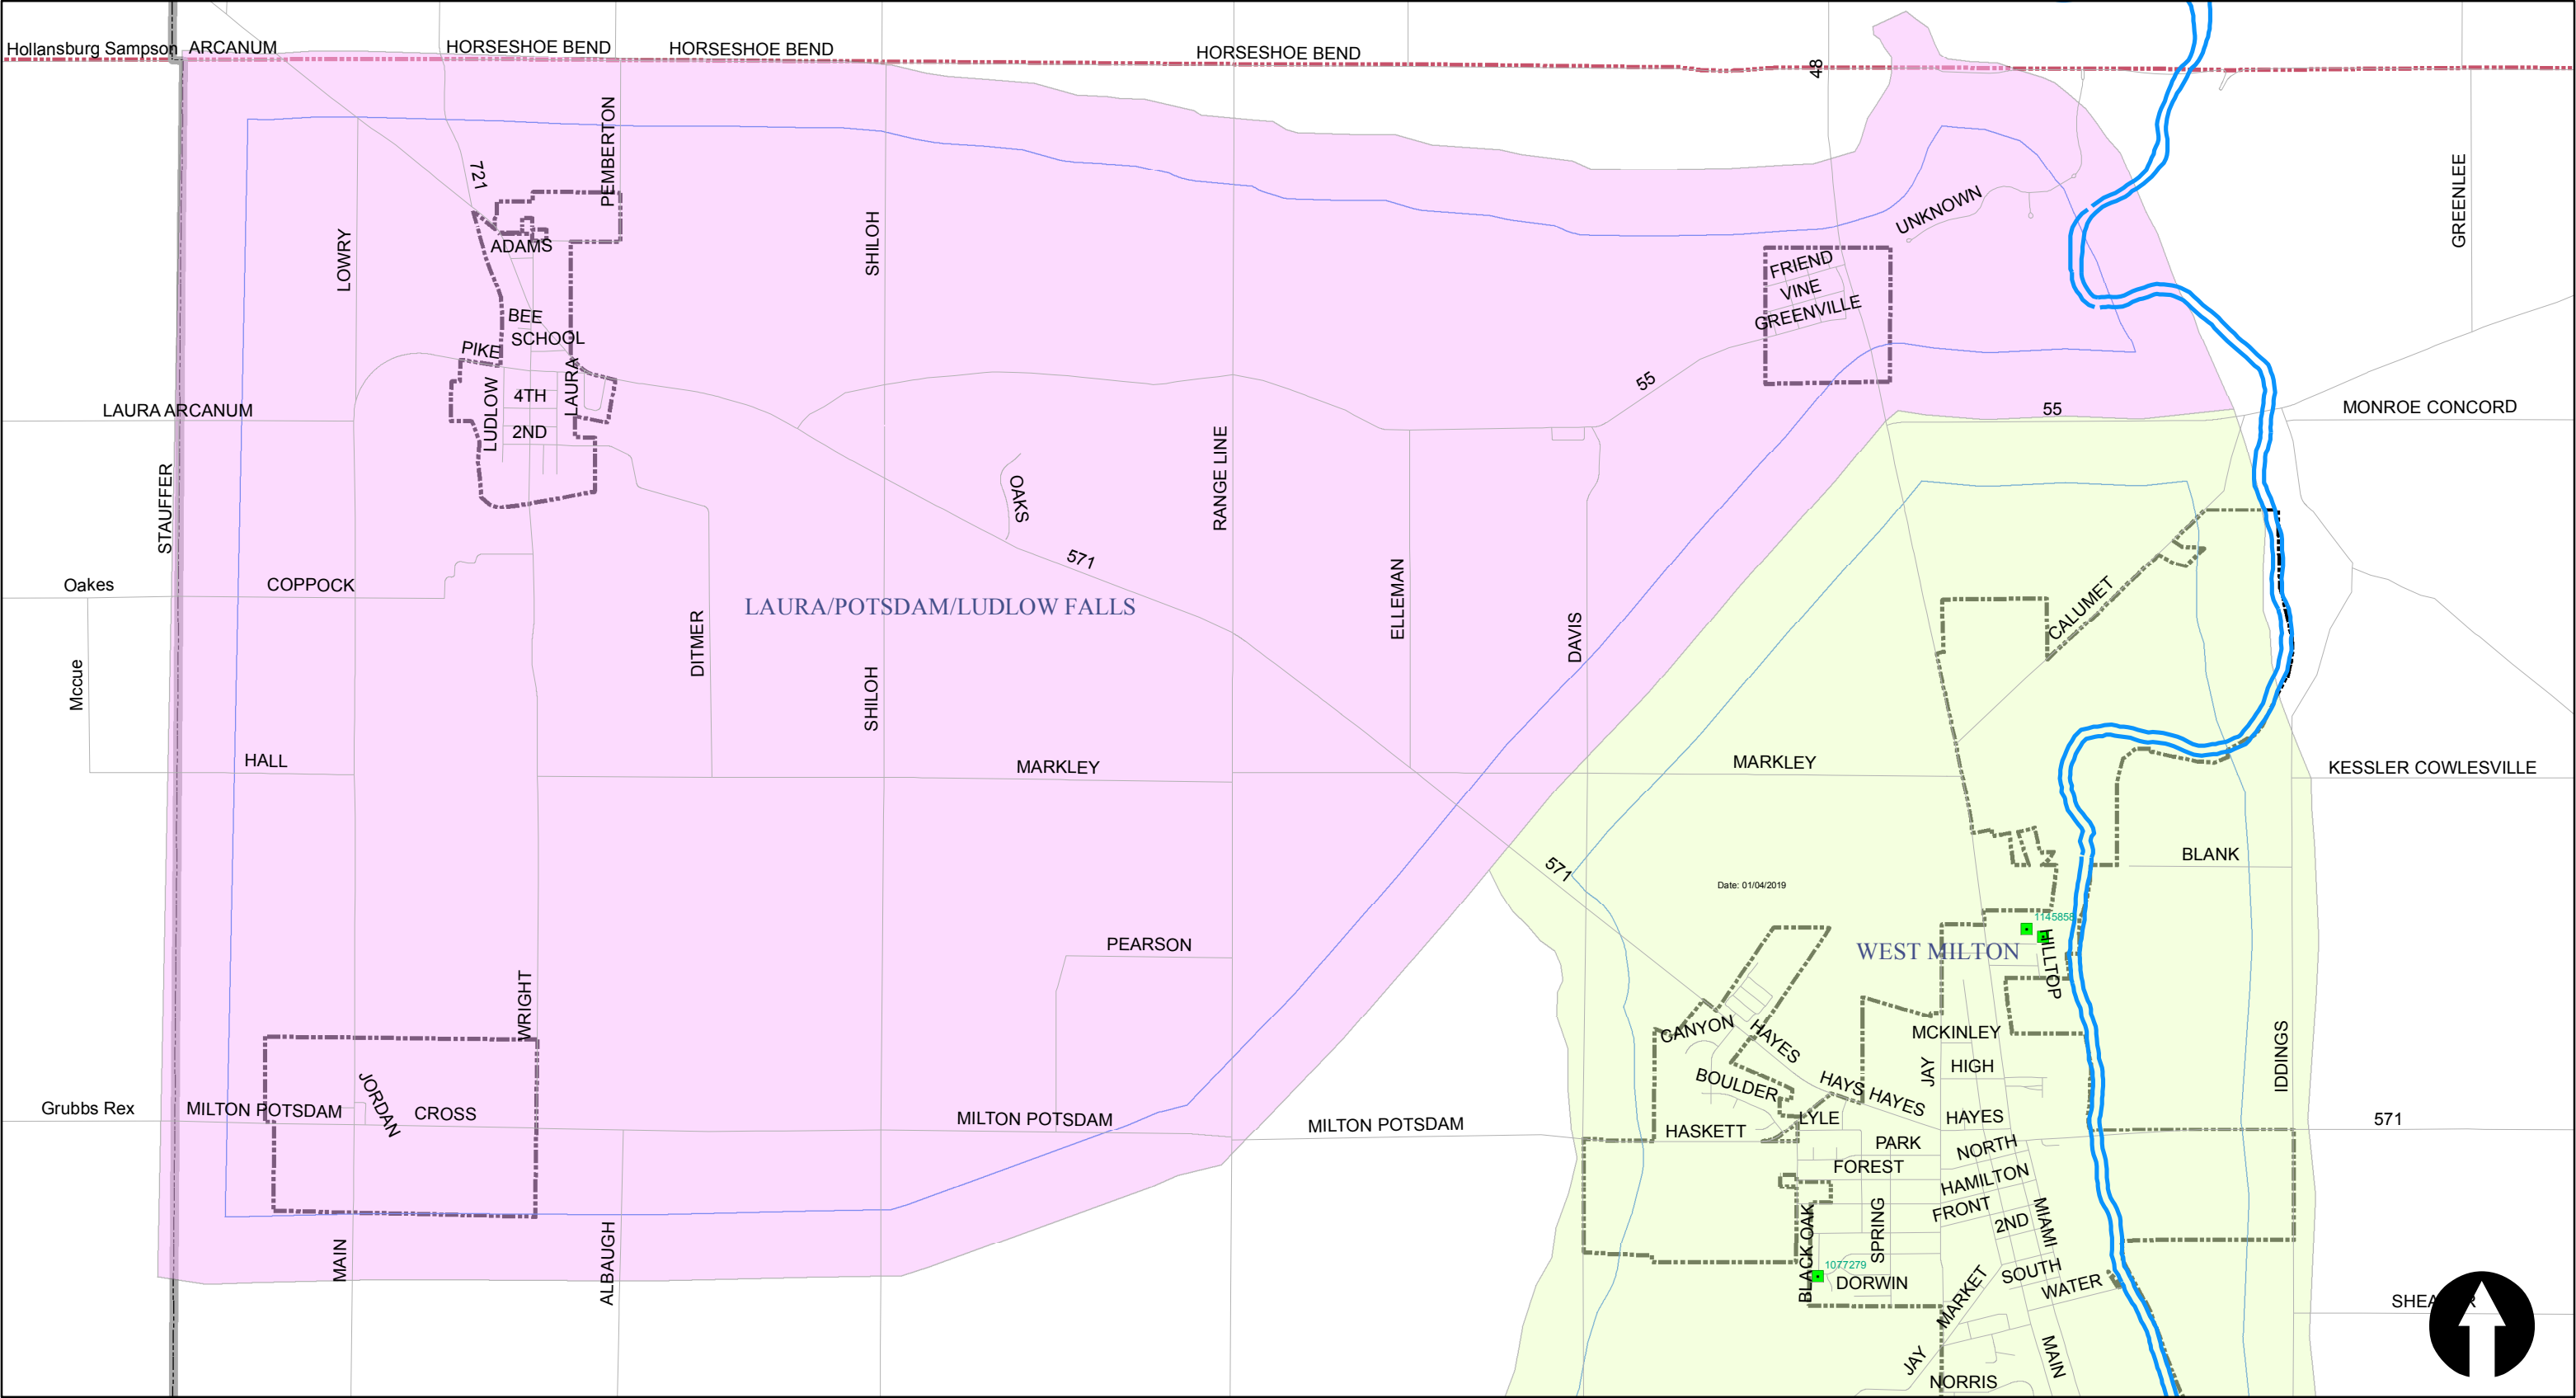 Hollansburg Sampson
ARCANUM
HORSESHOE BEND
HORSESHOE BEND
HORSESHOE BEND
48
721
PEMBERTON
LOWRY
ADAMS
SHILOH
UNKNOWN
GREENLEE
FRIEND
VINE
GREENVILLE
BEE
SCHOOL
PIKE
LUDLOW
4TH
LAURA
2ND
55
55
LAURA ARCANUM
MONROE CONCORD
STAUFFER
OAKS
RANGE LINE
571
Oakes
COPPOCK
LAURA/POTSDAM/LUDLOW FALLS
ELLEMAN
DAVIS
CALUMET
Mccue
DITMER
SHILOH
HALL
MARKLEY
MARKLEY
KESSLER COWLESVILLE
571
BLANK
Date: 01/04/2019
1145858
WEST MILTON
HILLTOP
PEARSON
WRIGHT
CANYON
HAYES
MCKINLEY
JAY
HIGH
IDDINGS
BOULDER
HAYS
HAYES
HAYES
Grubbs Rex
MILTON POTSDAM
JORDAN
CROSS
MILTON POTSDAM
MILTON POTSDAM
HASKETT
LYLE
571
PARK
NORTH
FOREST
HAMILTON
FRONT
2ND
MIAMI
SPRING
BLACK OAK
MAIN
ALBAUGH
1077279
DORWIN
MARKET
SOUTH
WATER
JAY
MAIN
NORRIS